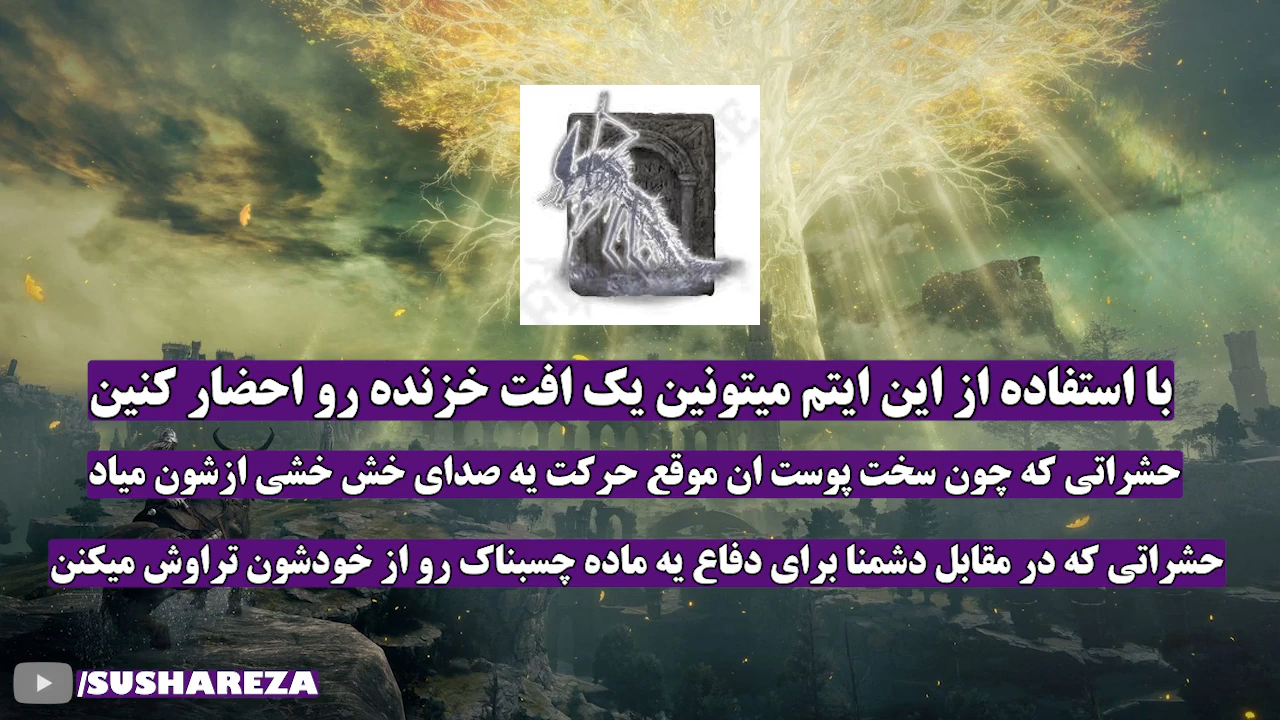 با استفاده از این ایتم میتونین یک افت خزنده رو احضار کنین
حشراتی که چون سخت پوست ان موقع حرکت یه صدای خش خشی ازشون میاد
حشراتی که در مقابل دشمنا برای دفاع یه ماده چسبناک رو از خودشون تراوش میکنن
/SUSHAREZA